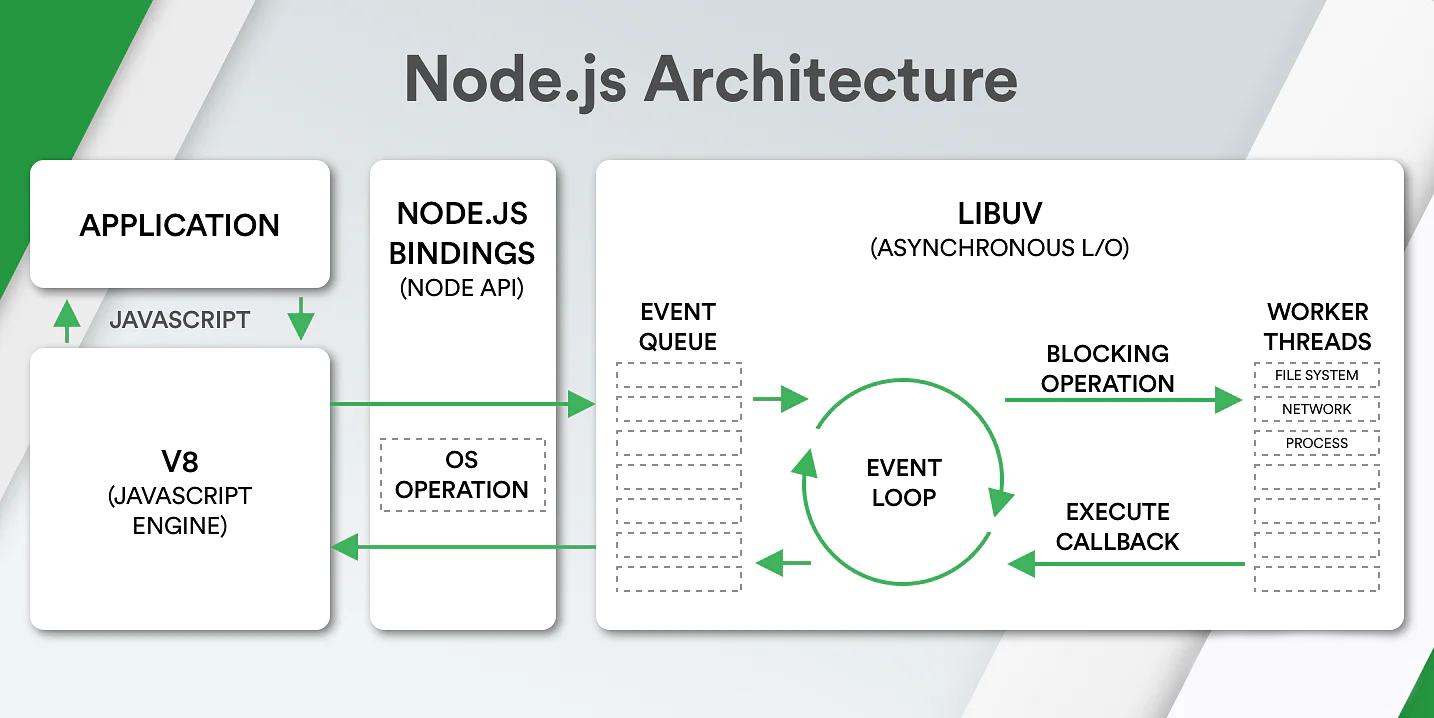 Node.js Architecture
APPLICATION
JAVASCRIPT
V8
(JAVASCRIPT
ENGINE)
NODE.JS
BINDINGS
(NODE API)
OS
OPERATION
LIBUV
(ASYNCHRONOUS L/O)
EVENT
QUEUE
EVENT
LOOP
BLOCKING
OPERATION
EXECUTE
CALLBACK
WORKER
THREADS
FILE SYSTEM
NETWORK
PROCESS